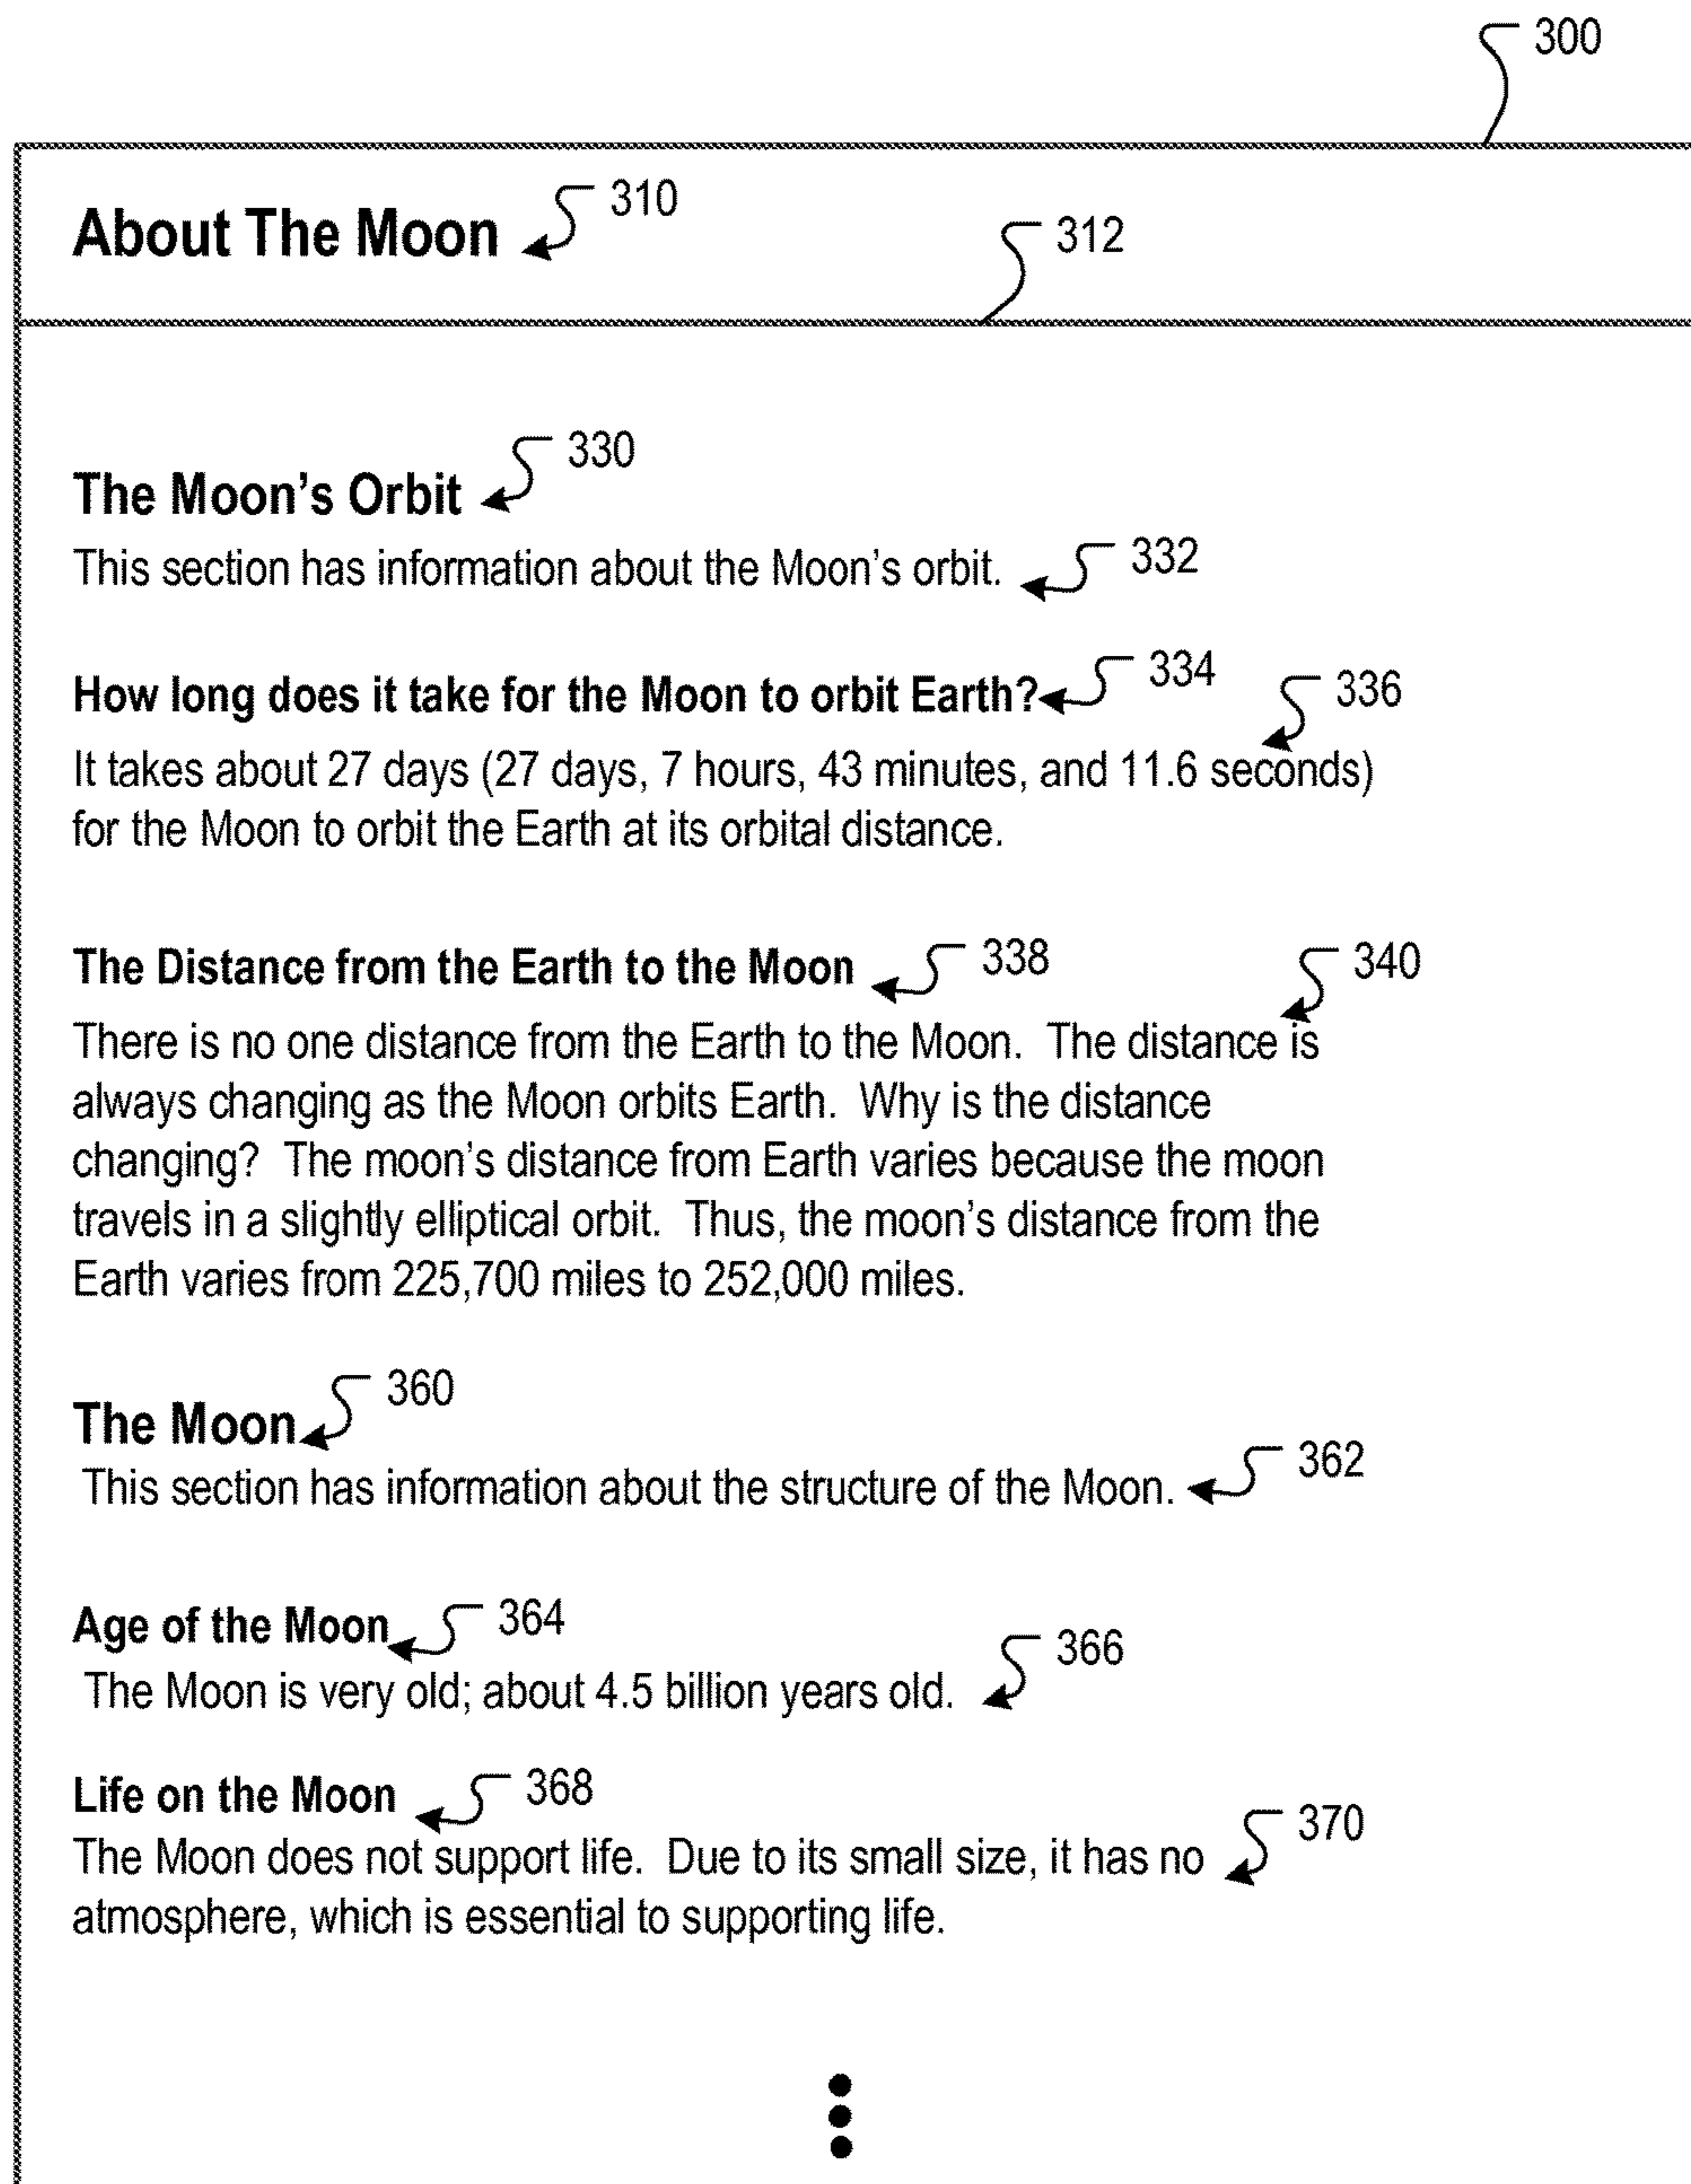 300
About The Moon 310
312
The Moon's Orbit 330
This section has information about the Moon's orbit. 332
How long does it take for the Moon to orbit Earth? 334
336
It takes about 27 days (27 days, 7 hours, 43 minutes, and 11.6 seconds)
for the Moon to orbit the Earth at its orbital distance.
The Distance from the Earth to the Moon 338
340
There is no one distance from the Earth to the Moon. The distance is
always changing as the Moon orbits Earth. Why is the distance
changing? The moon's distance from Earth varies because the moon
travels in a slightly elliptical orbit. Thus, the moon's distance from the
Earth varies from 225,700 miles to 252,000 miles.
The Moon 360
This section has information about the structure of the Moon. 362
Age of the Moon 364
The Moon is very old; about 4.5 billion years old. 366
Life on the Moon 368
The Moon does not support life. Due to its small size, it has no 370
atmosphere, which is essential to supporting life.